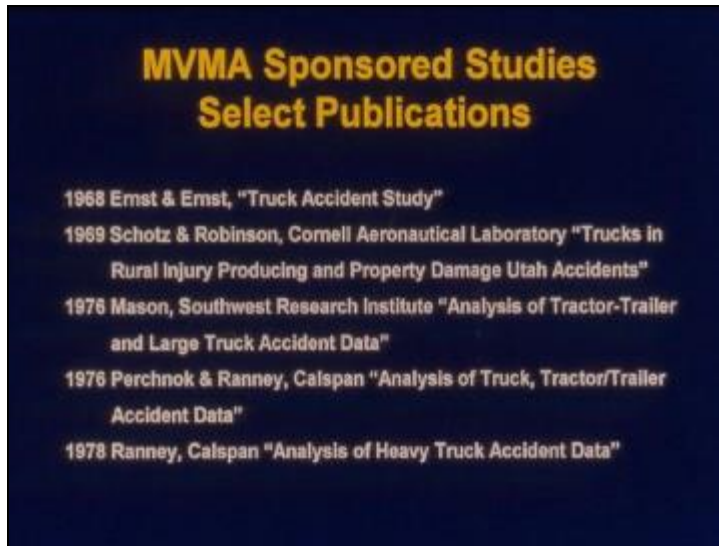 MVMA Sponsored Studies
Select Publications
1968 Ernst & Ernst, “Truck Accident Study”
1969 Schotz & Robinson, Cornell Aeronautical Laboratory “Trucks in
Rural Injury Producing and Property Damage Utah Accidents”
1976 Mason, Southwest Research Institute “Analysis of Tractor-Trailer
and Large Truck Accident Data”
1976 Perchnok & Ranney, Calspan “Analysis of Truck, Tractor/Trailer
Accident Data”
1978 Ranney, Calspan “Analysis of Heavy Truck Accident Data”